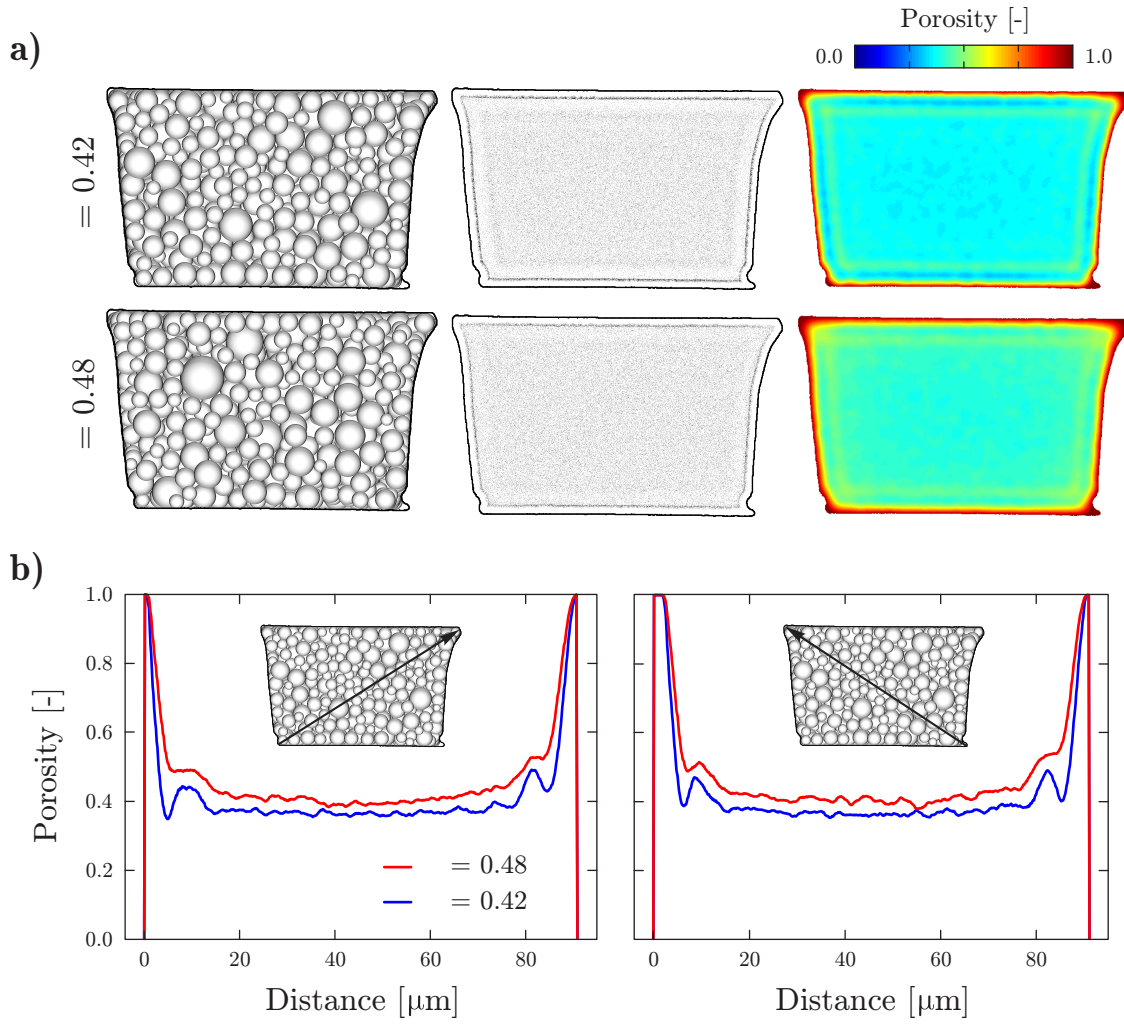 a)
Porosity [-]
0.0 1.0
= 0.42
= 0.48
b)
Porosity [-]
1.0
0.8
0.6
0.4
0.2
0.0
= 0.48
= 0.42
0 20 40 60 80
0 20 40 60 80
Distance [μm]
Distance [μm]